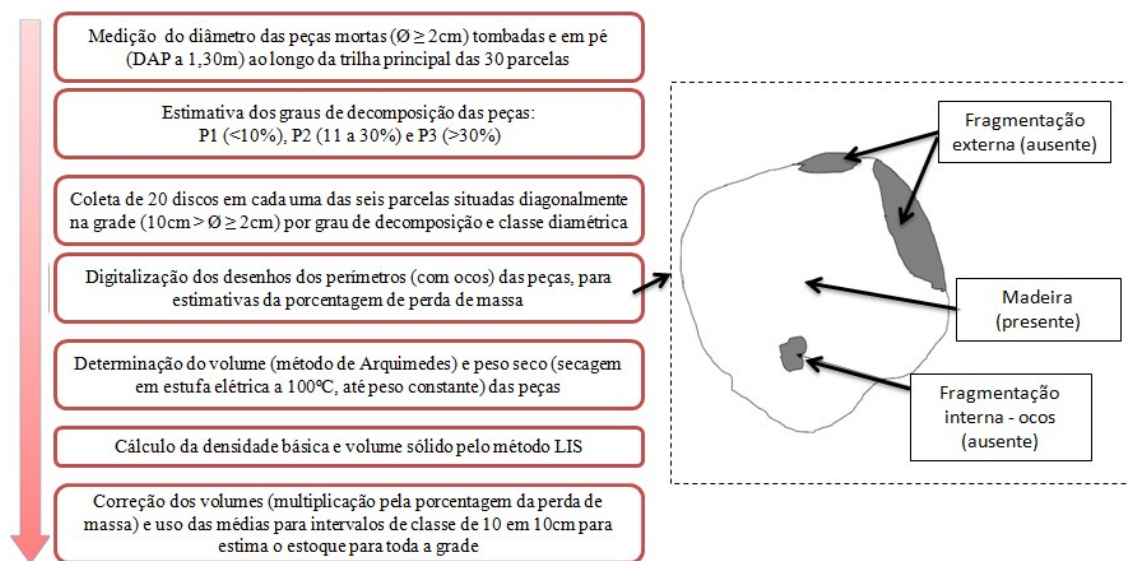 Medição do diâmetro das peças mortas (Ø ≥ 2cm) tombadas e em pé
(DAP a 1,30m) ao longo da trilha principal das 30 parcelas
Estimativa dos graus de decomposição das peças:
P1 (<10%), P2 (11 a 30%) e P3 (>30%)
Coleta de 20 discos em cada uma das seis parcelas situadas diagonalmente
na grade (10cm > Ø ≥ 2cm) por grau de decomposição e classe diamétrica
Digitalização dos desenhos dos perímetros (com ocos) das peças, para
estimativas da porcentagem de perda de massa
Determinação do volume (método de Arquimedes) e peso seco (secagem
em estufa elétrica a 100ºC, até peso constante) das peças
Cálculo da densidade básica e volume sólido pelo método LIS
Correção dos volumes (multiplicação pela porcentagem da perda de
massa) e uso das médias para intervalos de classe de 10 em 10cm para
estima o estoque para toda a grade
Fragmentação
externa (ausente)
Madeira
(presente)
Fragmentação
interna - ocos
(ausente)